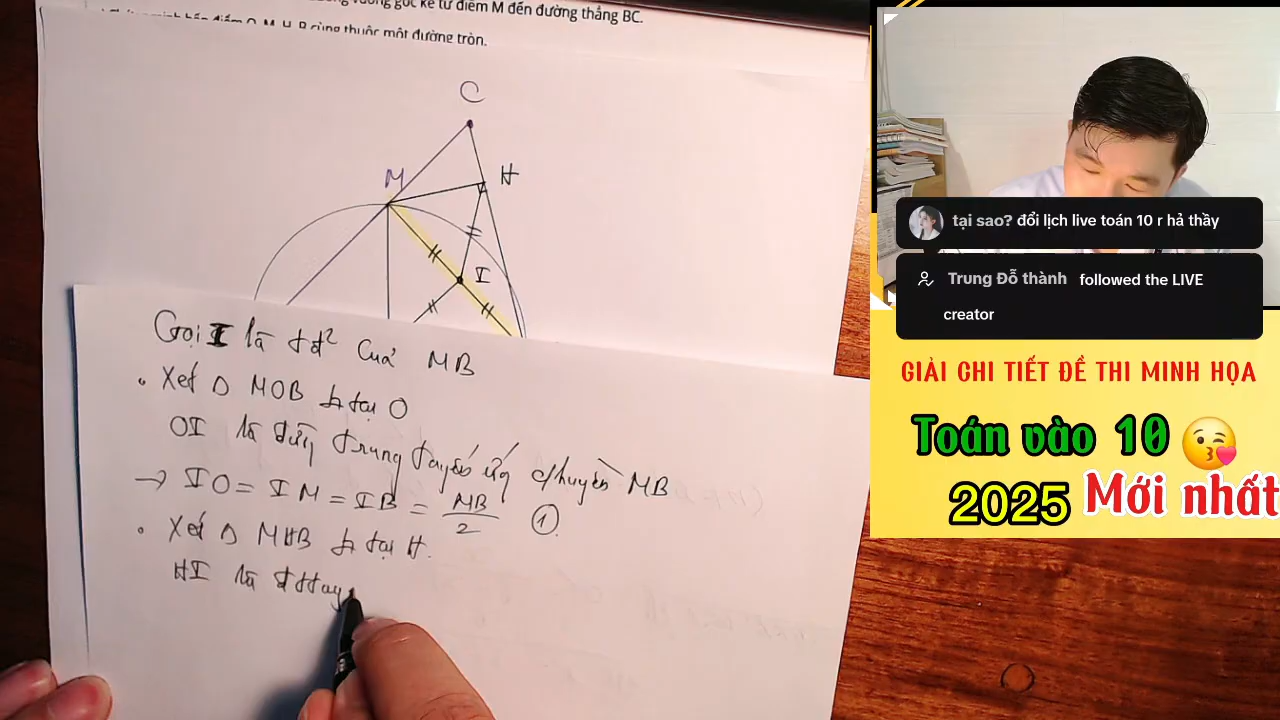 góc kẻ từ điểm M đến đường thẳng BC.
cùng thuộc một đường tròn.
C
M
H
I
Gọi I là tđ² của MB
• Xét Δ MOB ⊥ tại O
OI là đường trung tuyến ứng c/huyền MB
→ IO = IM = IB = MB/2 ①
• Xét Δ MHB ⊥ tại H.
HI là đ
tại sao? đổi lịch live toán 10 r hả thầy
Trung Đỗ thành followed the LIVE
creator
GIẢI CHI TIẾT ĐỀ THI MINH HỌA
Toán vào 10
2025 Mới nhất